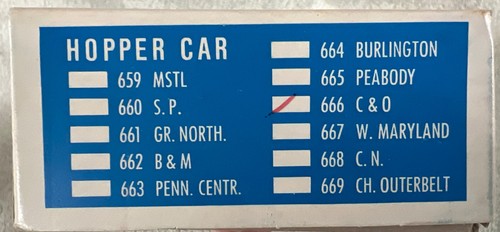 HOPPER CAR
659 MSTL
660 S.P.
661 GR. NORTH.
662 B & M
663 PENN. CENTR.
664 BURLINGTON
665 PEABODY
666 C & O
667 W. MARYLAND
668 C.N.
669 CH. OUTERBELT